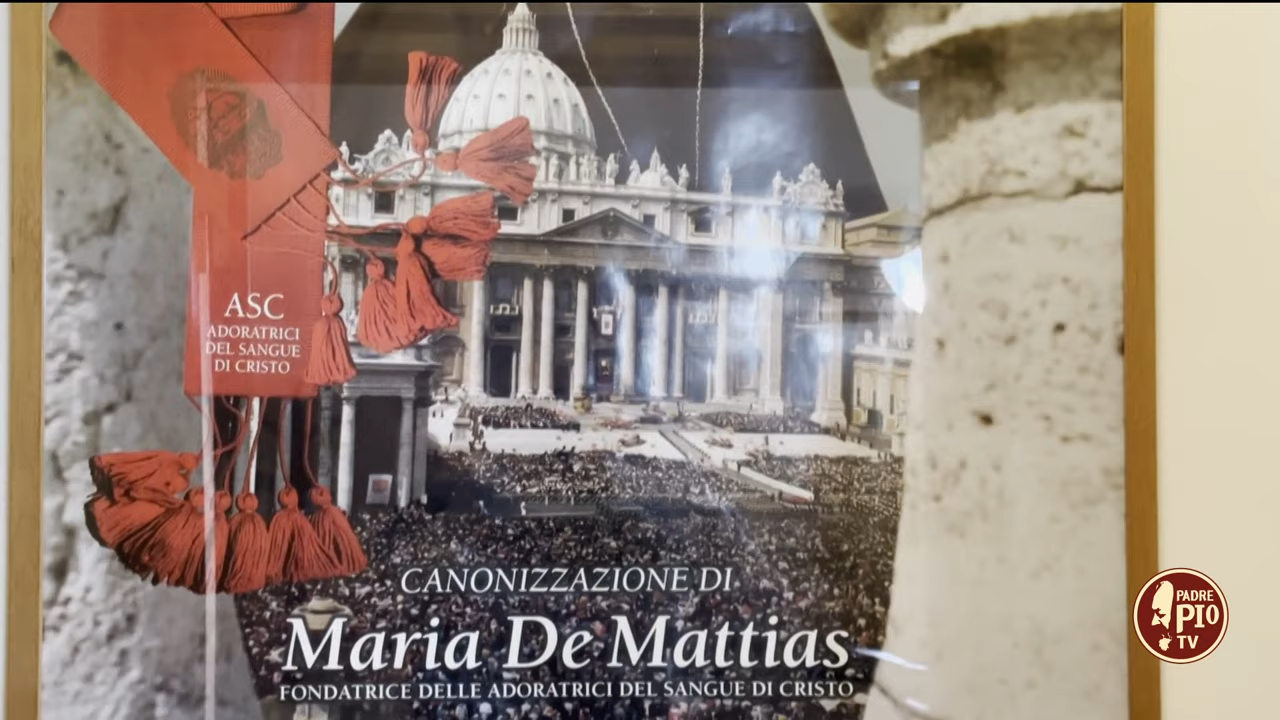 ASC
ADORATRICI
DEL SANGUE
DI CRISTO
CANONIZZAZIONE DI
Maria De Mattias
FONDATRICE DELLE ADORATRICI DEL SANGUE DI CRISTO
PADRE
PIO
TV